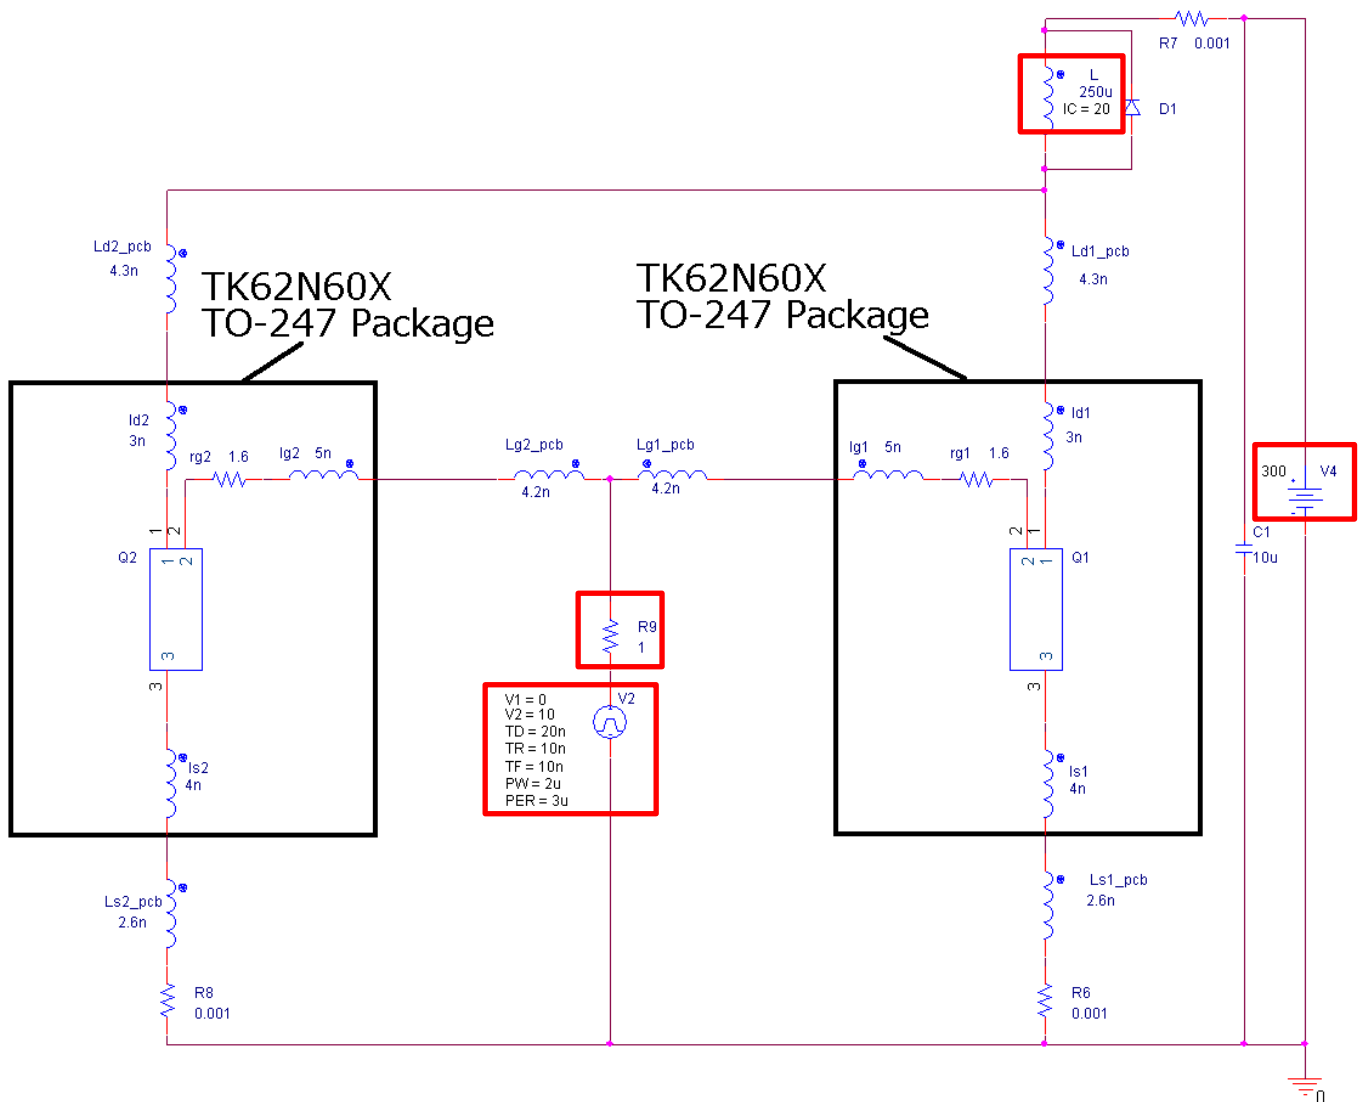 R7 0.001
L
250u
IC = 20
D1
Ld2_pcb
4.3n
Ld1_pcb
4.3n
TK62N60X
TO-247 Package
TK62N60X
TO-247 Package
ld2
3n
rg2 1.6
lg2 5n
Lg2_pcb
4.2n
Lg1_pcb
4.2n
lg1 5n
rg1 1.6
ld1
3n
300
V4
C1
10u
1
2
Q2
1
2
3
3
2
1
Q1
2
1
3
3
R9
1
V2
V1 = 0
V2 = 10
TD = 20n
TR = 10n
TF = 10n
PW = 2u
PER = 3u
ls2
4n
ls1
4n
Ls2_pcb
2.6n
Ls1_pcb
2.6n
R8
0.001
R6
0.001
0